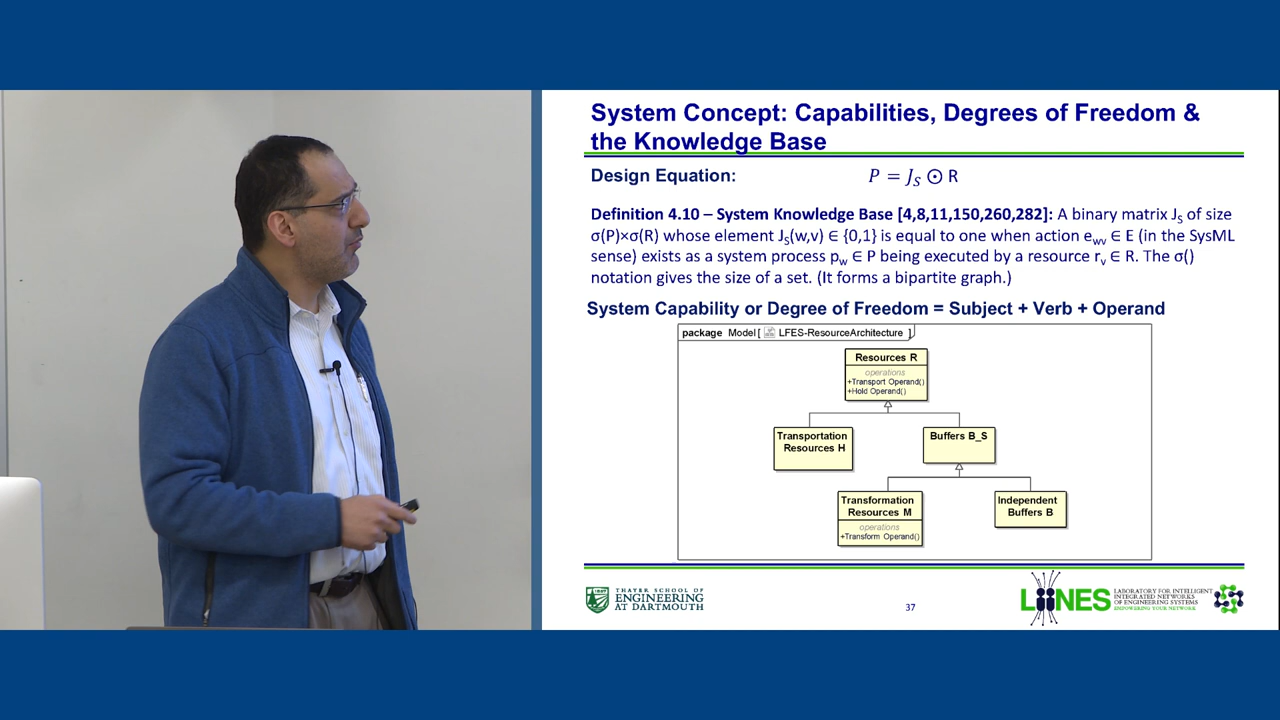 System Concept: Capabilities, Degrees of Freedom &
the Knowledge Base
Design Equation: P = J_S ⊙ R
Definition 4.10 – System Knowledge Base [4,8,11,150,260,282]: A binary matrix J_S of size
σ(P)×σ(R) whose element J_S(w,v) ∈ {0,1} is equal to one when action e_wv ∈ E (in the SysML
sense) exists as a system process p_w ∈ P being executed by a resource r_v ∈ R. The σ()
notation gives the size of a set. (It forms a bipartite graph.)
System Capability or Degree of Freedom = Subject + Verb + Operand
package Model [ LFES-ResourceArchitecture ]
Resources R
operations
+Transport Operand()
+Hold Operand()
Transportation
Resources H
Buffers B_S
Transformation
Resources M
operations
+Transform Operand()
Independent
Buffers B
THAYER SCHOOL OF
ENGINEERING
AT DARTMOUTH
37
LIINES
LABORATORY FOR INTELLIGENT
INTEGRATED NETWORKS
OF ENGINEERING SYSTEMS
EMPOWERING YOUR NETWORK